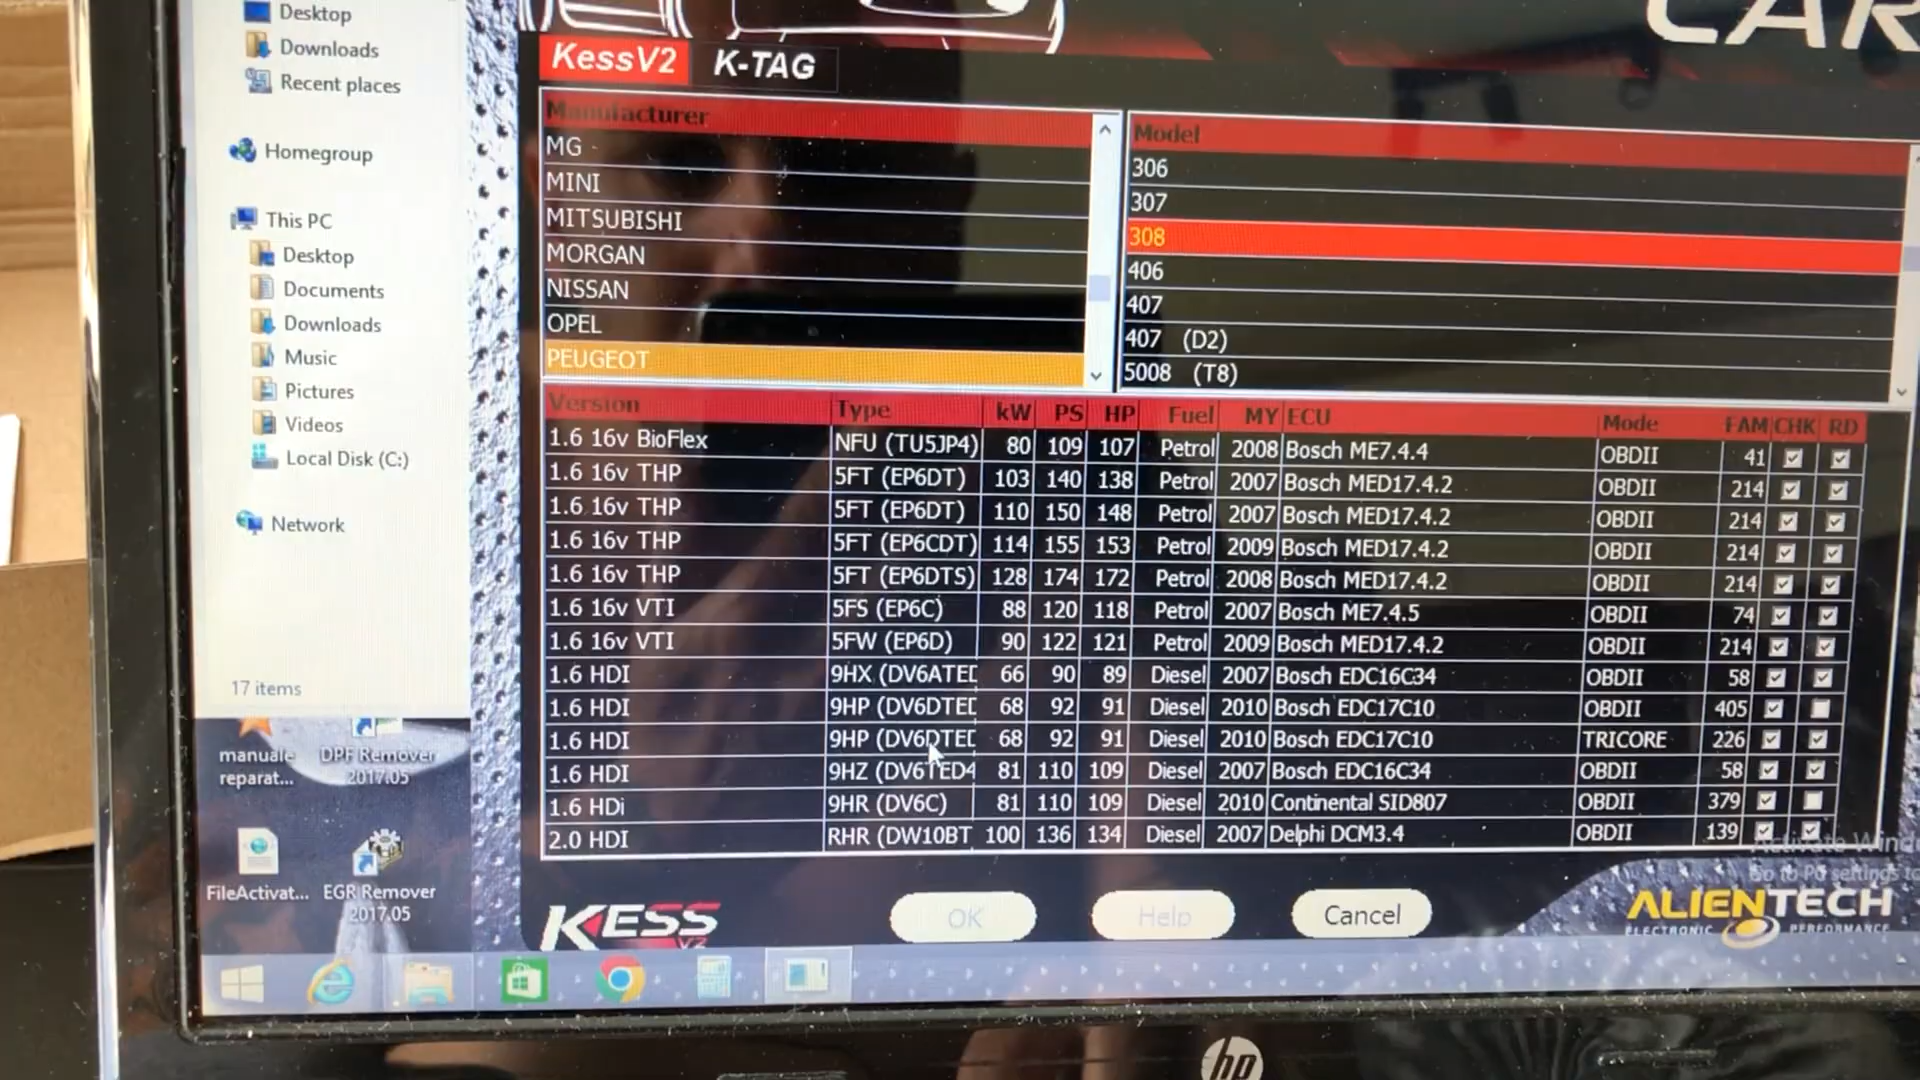 Desktop
Downloads
Recent places
Homegroup
This PC
Desktop
Documents
Downloads
Music
Pictures
Videos
Local Disk (C:)
Network
17 items
manuale reparat...
DPF Remover 2017.05
FileActivat...
EGR Remover 2017.05
CAR
KessV2 K-TAG
Manufacturer
MG
MINI
MITSUBISHI
MORGAN
NISSAN
OPEL
PEUGEOT
Model
306
307
308
406
407
407 (D2)
5008 (T8)
Version Type kW PS HP Fuel MY ECU Mode FAM CHK RD
1.6 16v BioFlex NFU (TU5JP4) 80 109 107 Petrol 2008 Bosch ME7.4.4 OBDII 41
1.6 16v THP 5FT (EP6DT) 103 140 138 Petrol 2007 Bosch MED17.4.2 OBDII 214
1.6 16v THP 5FT (EP6DT) 110 150 148 Petrol 2007 Bosch MED17.4.2 OBDII 214
1.6 16v THP 5FT (EP6CDT) 114 155 153 Petrol 2009 Bosch MED17.4.2 OBDII 214
1.6 16v THP 5FT (EP6DTS) 128 174 172 Petrol 2008 Bosch MED17.4.2 OBDII 214
1.6 16v VTI 5FS (EP6C) 88 120 118 Petrol 2007 Bosch ME7.4.5 OBDII 74
1.6 16v VTI 5FW (EP6D) 90 122 121 Petrol 2009 Bosch MED17.4.2 OBDII 214
1.6 HDI 9HX (DV6ATED 66 90 89 Diesel 2007 Bosch EDC16C34 OBDII 58
1.6 HDI 9HP (DV6DTED 68 92 91 Diesel 2010 Bosch EDC17C10 OBDII 405
1.6 HDI 9HP (DV6DTED 68 92 91 Diesel 2010 Bosch EDC17C10 TRICORE 226
1.6 HDI 9HZ (DV6TED4 81 110 109 Diesel 2007 Bosch EDC16C34 OBDII 58
1.6 HDi 9HR (DV6C) 81 110 109 Diesel 2010 Continental SID807 OBDII 379
2.0 HDI RHR (DW10BT 100 136 134 Diesel 2007 Delphi DCM3.4 OBDII 139
Activate Wind
Go to PC settings to
KESS V2
OK
Help
Cancel
ALIENTECH
ELECTRONIC PERFORMANCE
hp